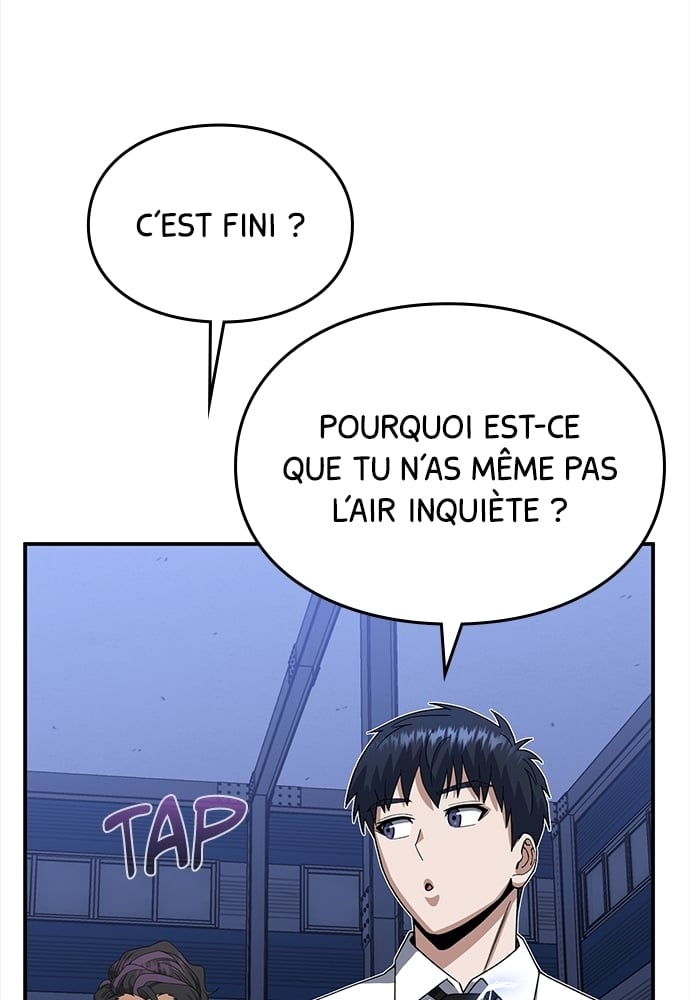 C'EST FINI ?
POURQUOI EST-CE
QUE TU N'AS MÊME PAS
L'AIR INQUIÈTE ?
TAP